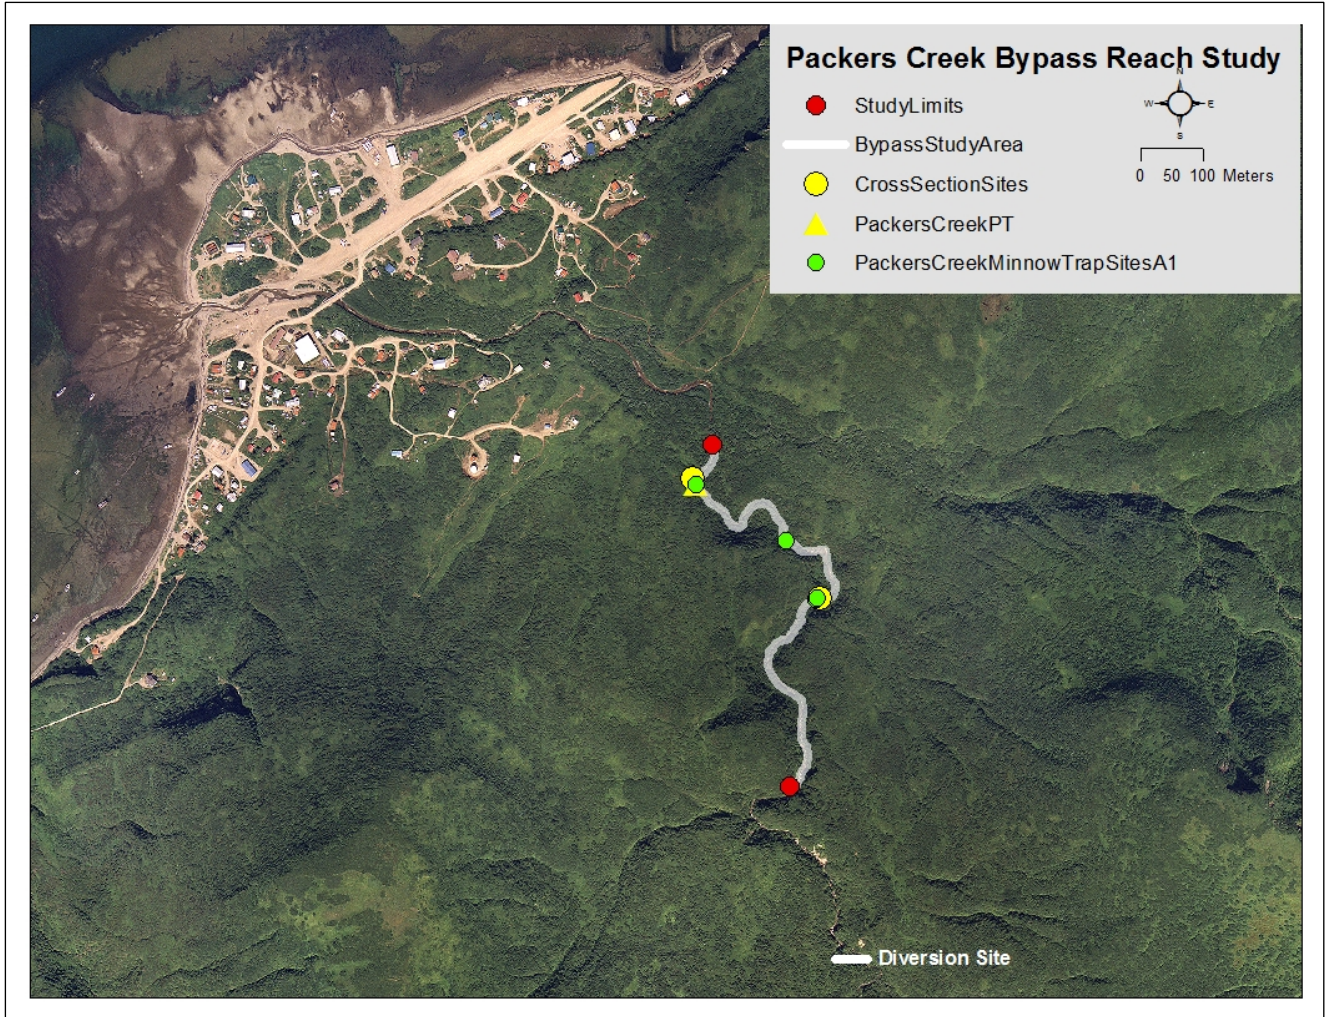 Packers Creek Bypass Reach Study
N
W E
S
StudyLimits
BypassStudyArea
CrossSectionSites
PackersCreekPT
PackersCreekMinnowTrapSitesA1
0 50 100 Meters
Diversion Site